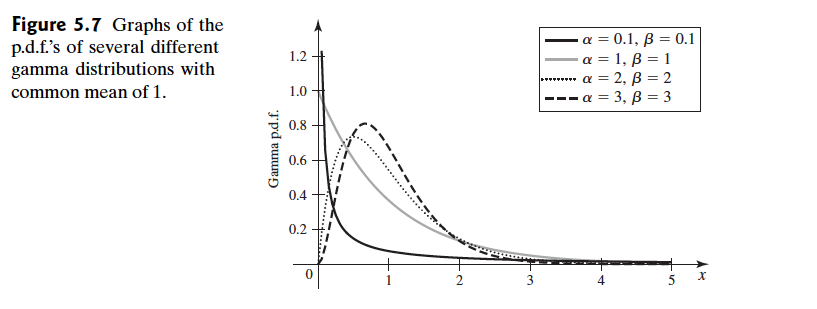 Figure 5.7 Graphs of the
p.d.f.'s of several different
gamma distributions with
common mean of 1.
Gamma p.d.f.
1.2
1.0
0.8
0.6
0.4
0.2
0
1
2
3
4
5
x
α = 0.1, β = 0.1
α = 1, β = 1
α = 2, β = 2
α = 3, β = 3